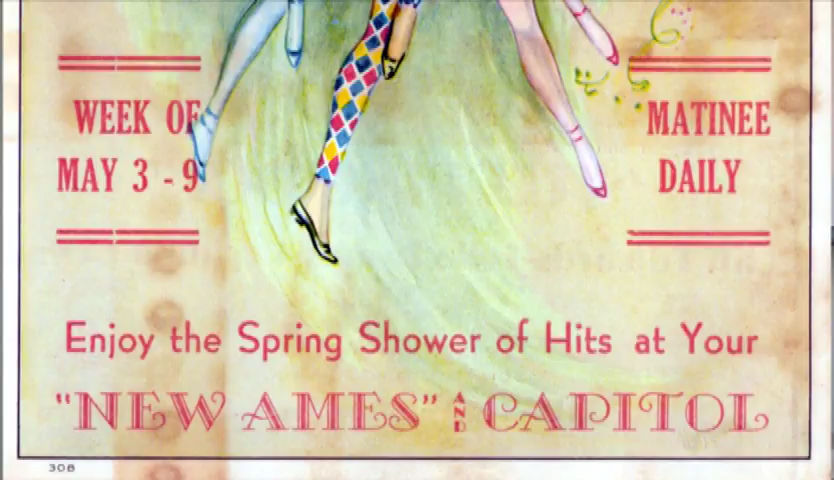 WEEK OF
MAY 3 - 9
MATINEE
DAILY
Enjoy the Spring Shower of Hits at Your
"NEW AMES" AND CAPITOL
308